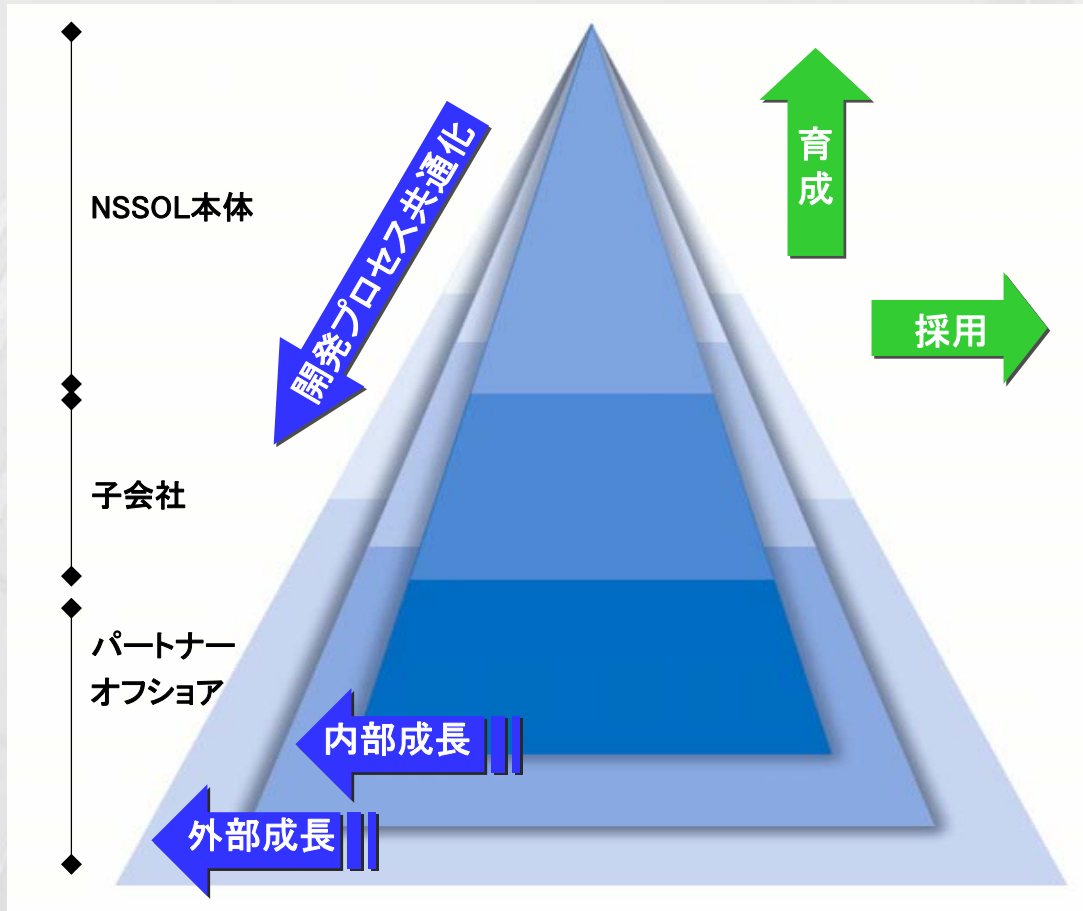 育成
開発プロセス共通化
NSSOL本体
採用
子会社
パートナー
オフショア
内部成長
外部成長